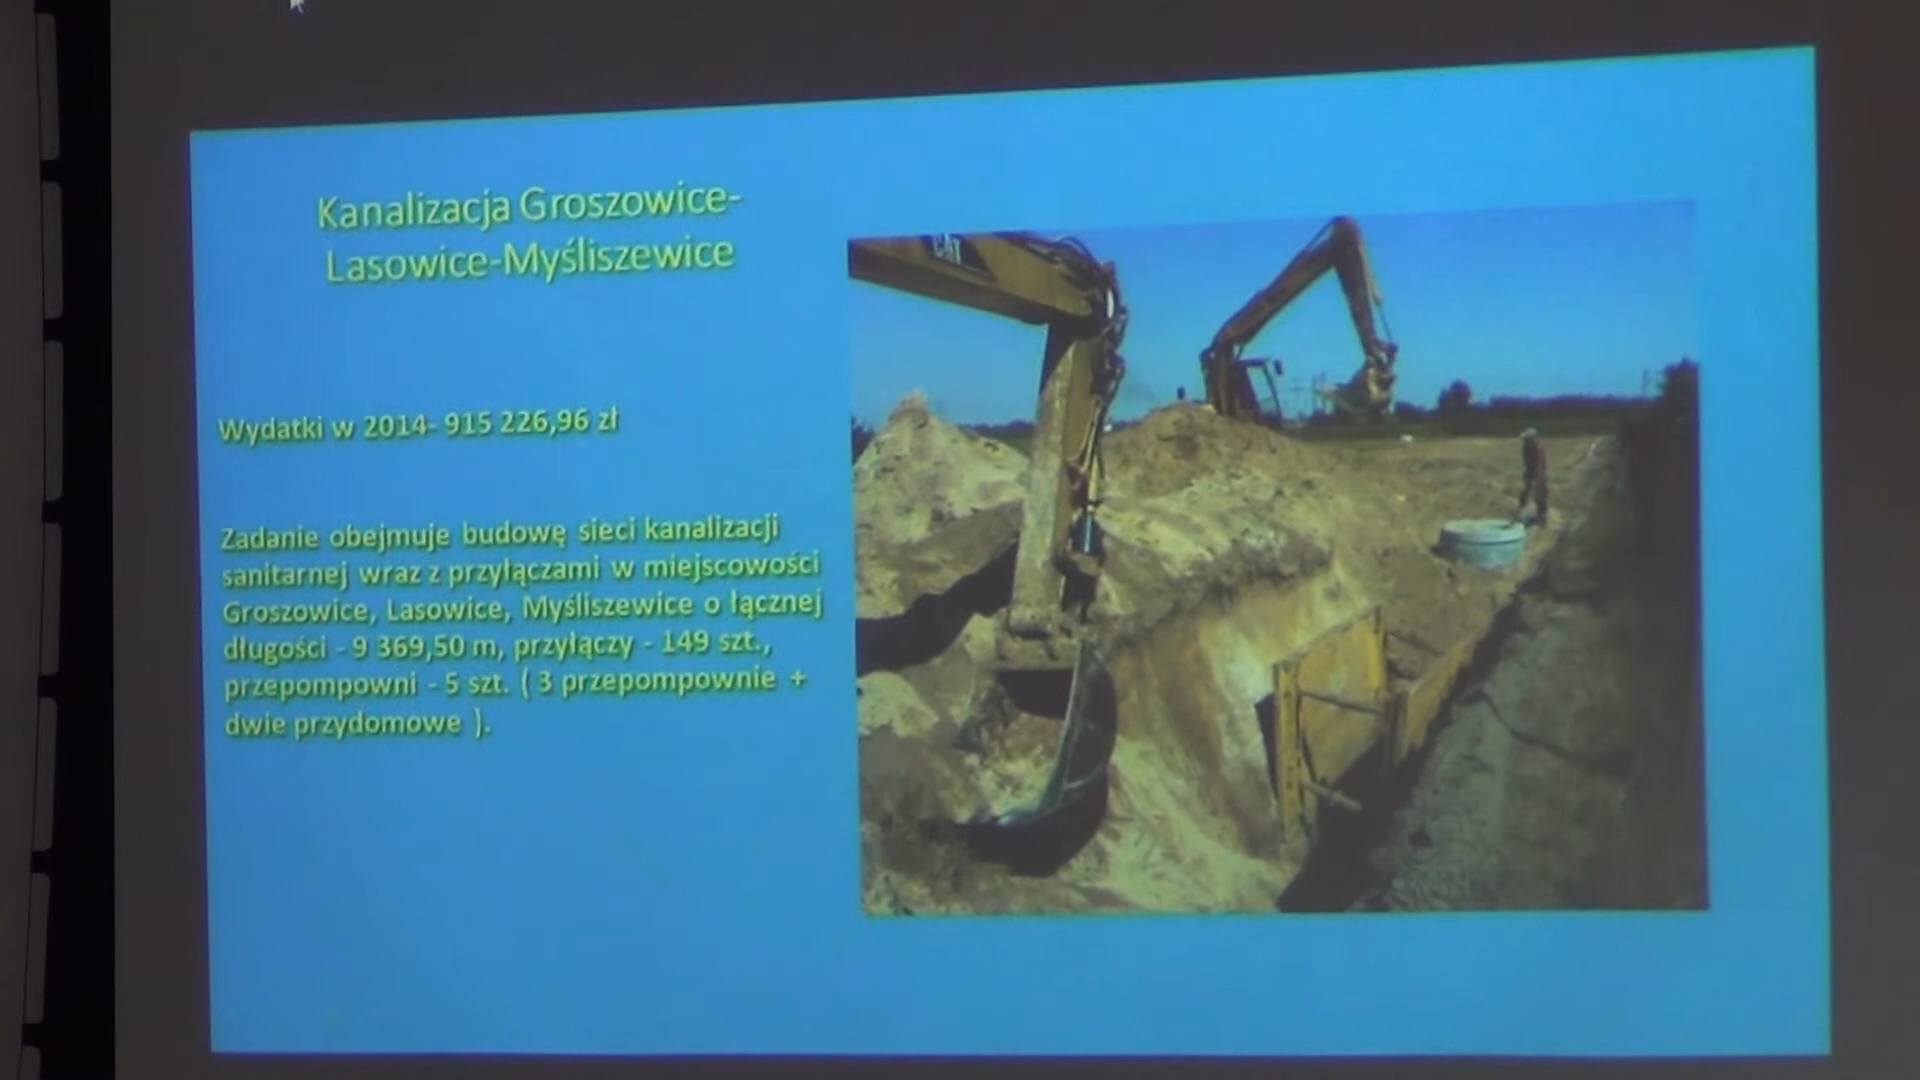 Kanalizacja Groszowice-
Lasowice-Myśliszewice
Wydatki w 2014- 915 226,96 zł
Zadanie obejmuje budowę sieci kanalizacji
sanitarnej wraz z przyłączami w miejscowości
Groszowice, Lasowice, Myśliszewice o łącznej
długości - 9 369,50 m, przyłączy - 149 szt.,
przepompowni - 5 szt. ( 3 przepompownie +
dwie przydomowe ).
CAT